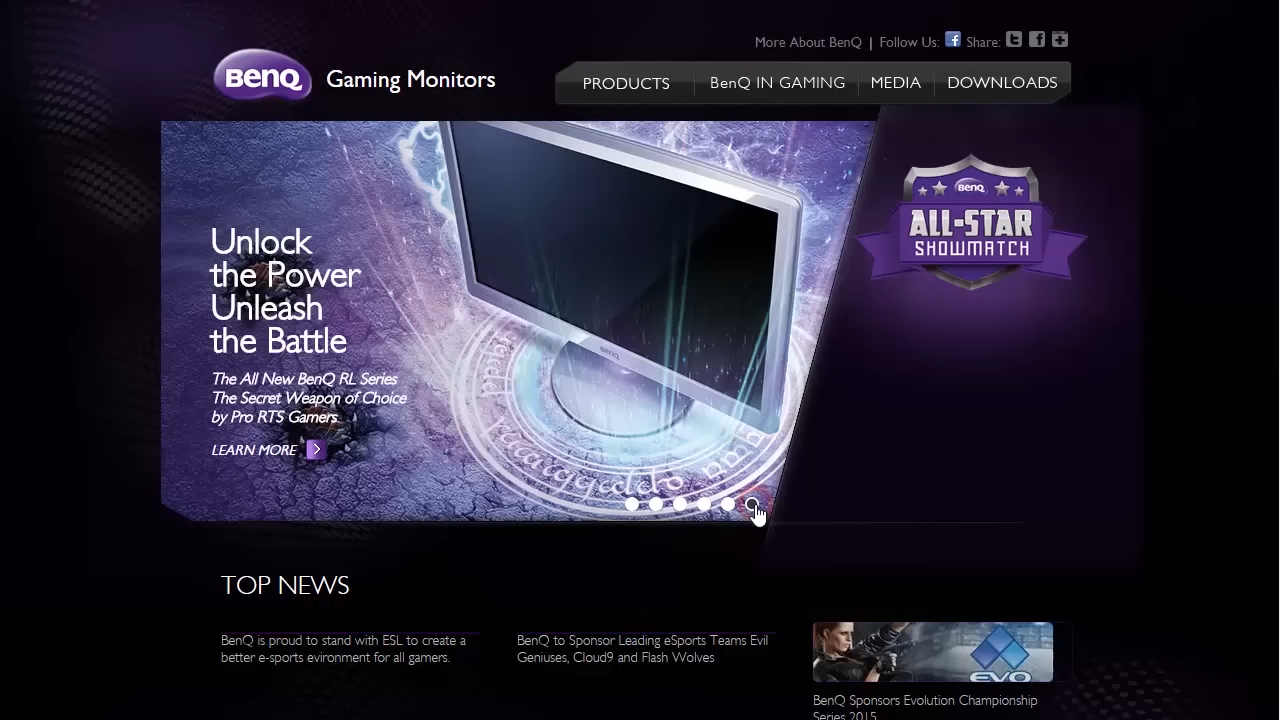 More About BenQ | Follow Us: Share:
BenQ
Gaming Monitors
PRODUCTS
BenQ IN GAMING
MEDIA
DOWNLOADS
BenQ
ALL-STAR
SHOWMATCH
Unlock
the Power
Unleash
the Battle
The All New BenQ RL Series
The Secret Weapon of Choice
by Pro RTS Gamers
LEARN MORE
BenQ
TOP NEWS
BenQ is proud to stand with ESL to create a
better e-sports evironment for all gamers.
BenQ to Sponsor Leading eSports Teams Evil
Geniuses, Cloud9 and Flash Wolves
EVO
BenQ Sponsors Evolution Championship
Series 2015